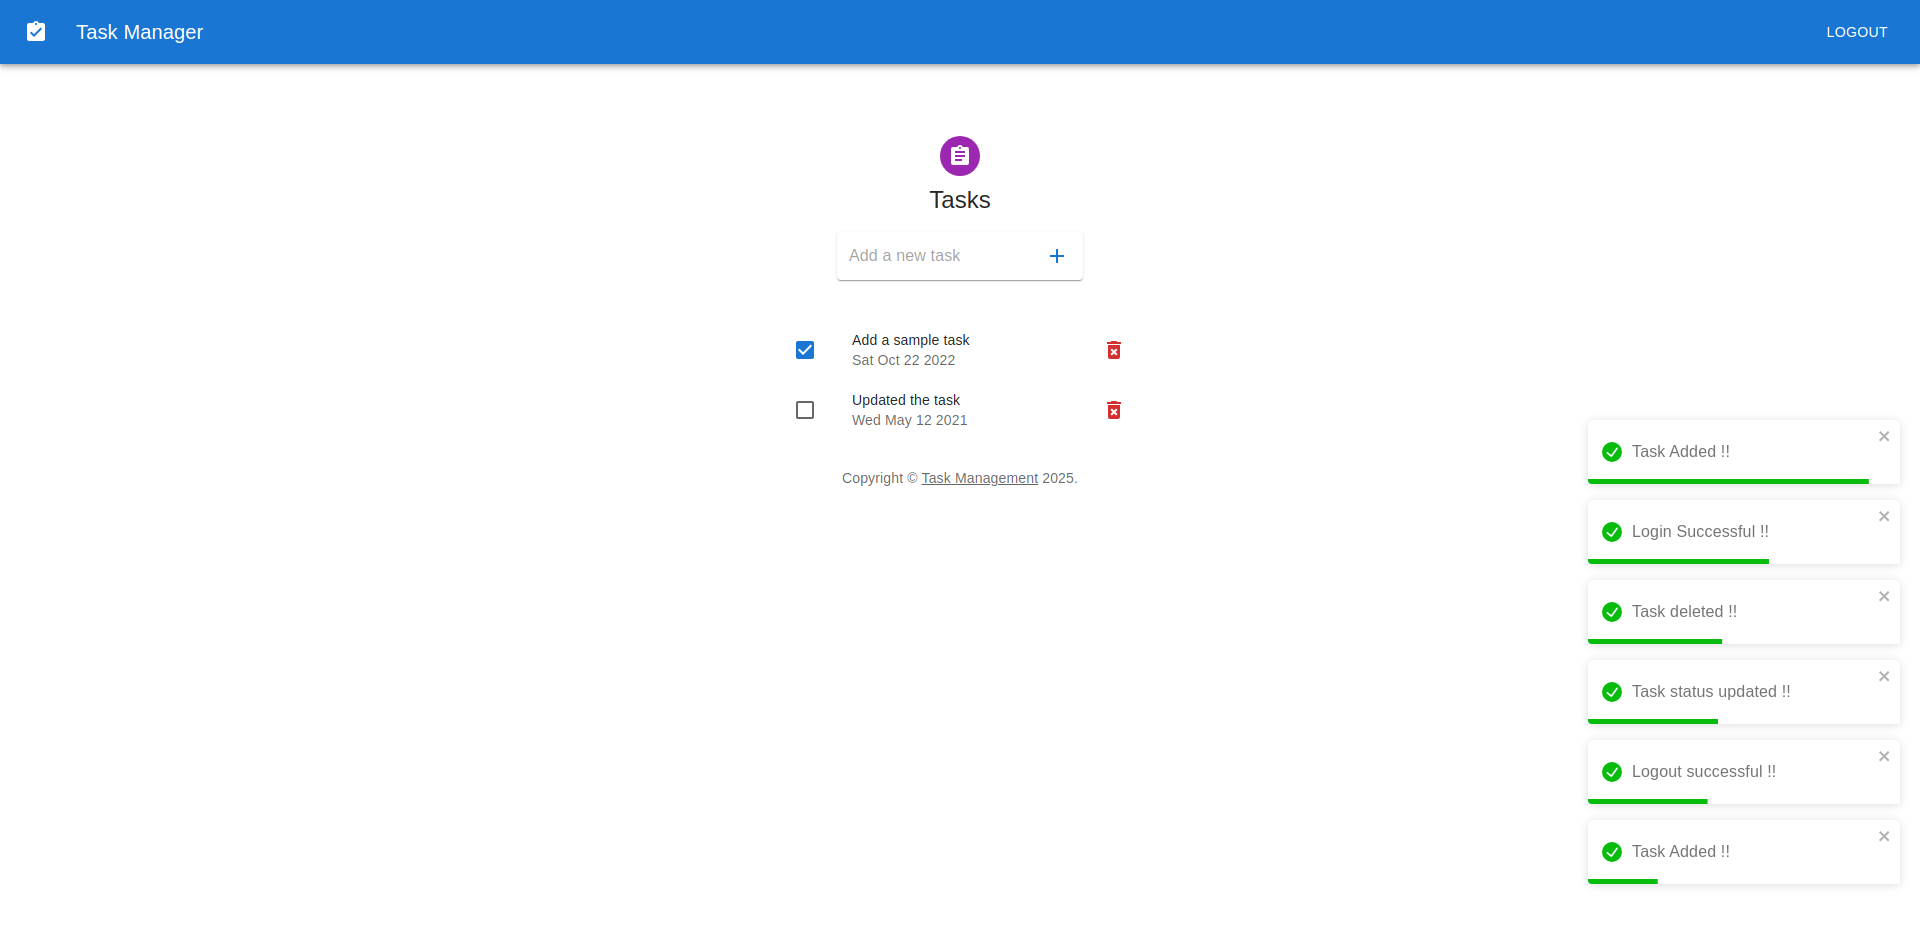 Task Manager
LOGOUT
Tasks
Add a new task
Add a sample task
Sat Oct 22 2022
Updated the task
Wed May 12 2021
Copyright © Task Management 2025.
Task Added !!
Login Successful !!
Task deleted !!
Task status updated !!
Logout successful !!
Task Added !!